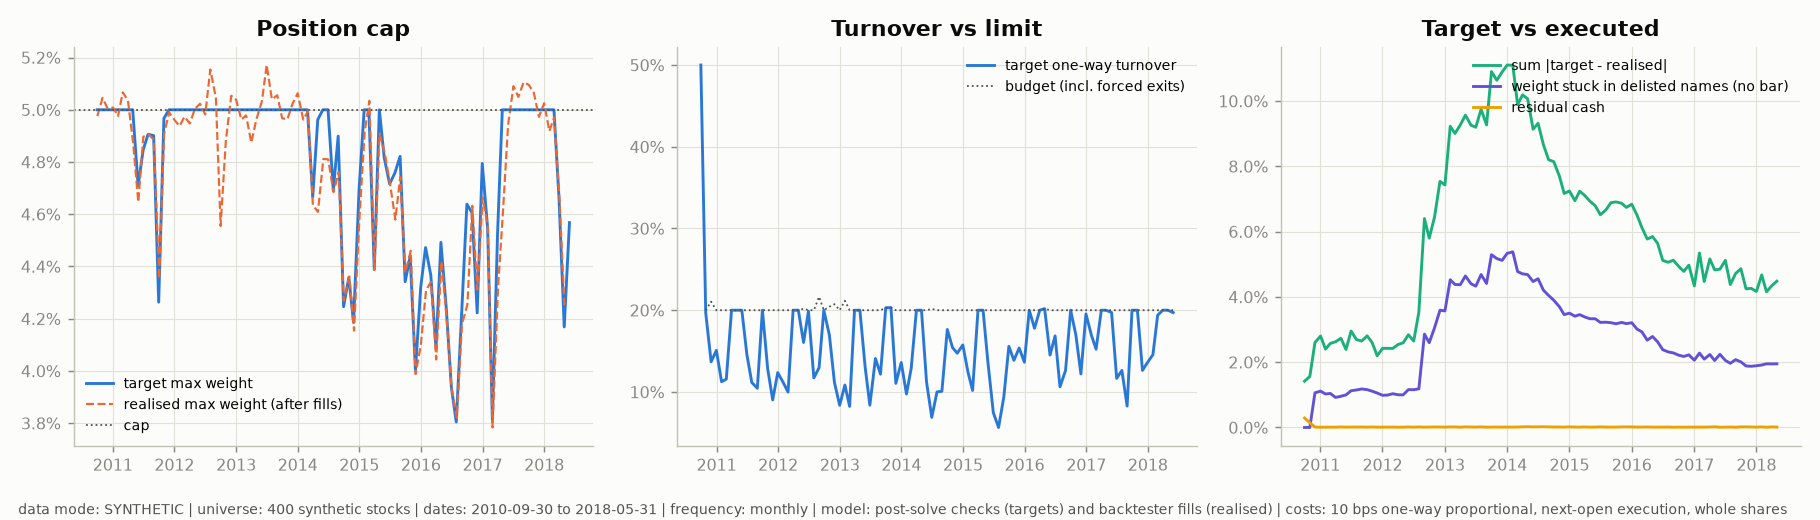 Position cap
5.2%
5.0%
4.8%
4.6%
4.4%
4.2%
4.0%
3.8%
target max weight
realised max weight (after fills)
cap
2011 2012 2013 2014 2015 2016 2017 2018
Turnover vs limit
50%
40%
30%
20%
10%
target one-way turnover
budget (incl. forced exits)
2011 2012 2013 2014 2015 2016 2017 2018
Target vs executed
10.0%
8.0%
6.0%
4.0%
2.0%
0.0%
sum |target - realised|
weight stuck in delisted names (no bar)
residual cash
2011 2012 2013 2014 2015 2016 2017 2018
data mode: SYNTHETIC | universe: 400 synthetic stocks | dates: 2010-09-30 to 2018-05-31 | frequency: monthly | model: post-solve checks (targets) and backtester fills (realised) | costs: 10 bps one-way proportional, next-open execution, whole shares